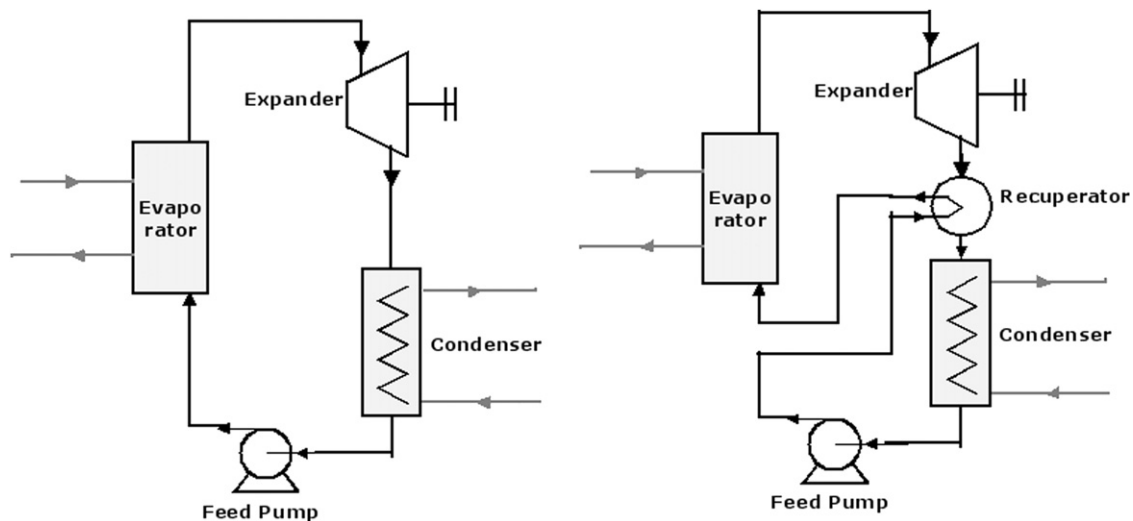 Expander
Evapo
rator
Condenser
Feed Pump
Expander
Evapo
rator
Recuperator
Condenser
Feed Pump